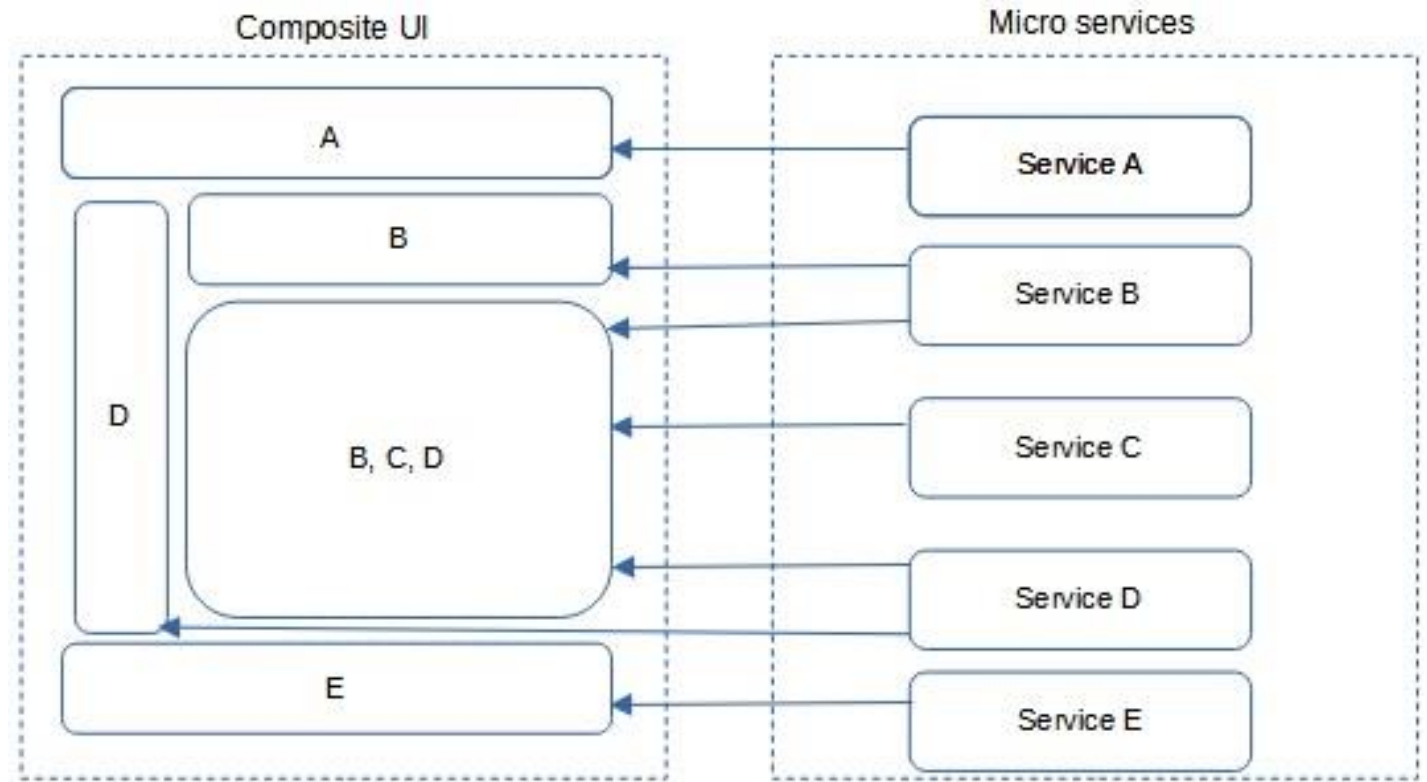 Composite UI
Micro services
A
B
D
B, C, D
E
Service A
Service B
Service C
Service D
Service E